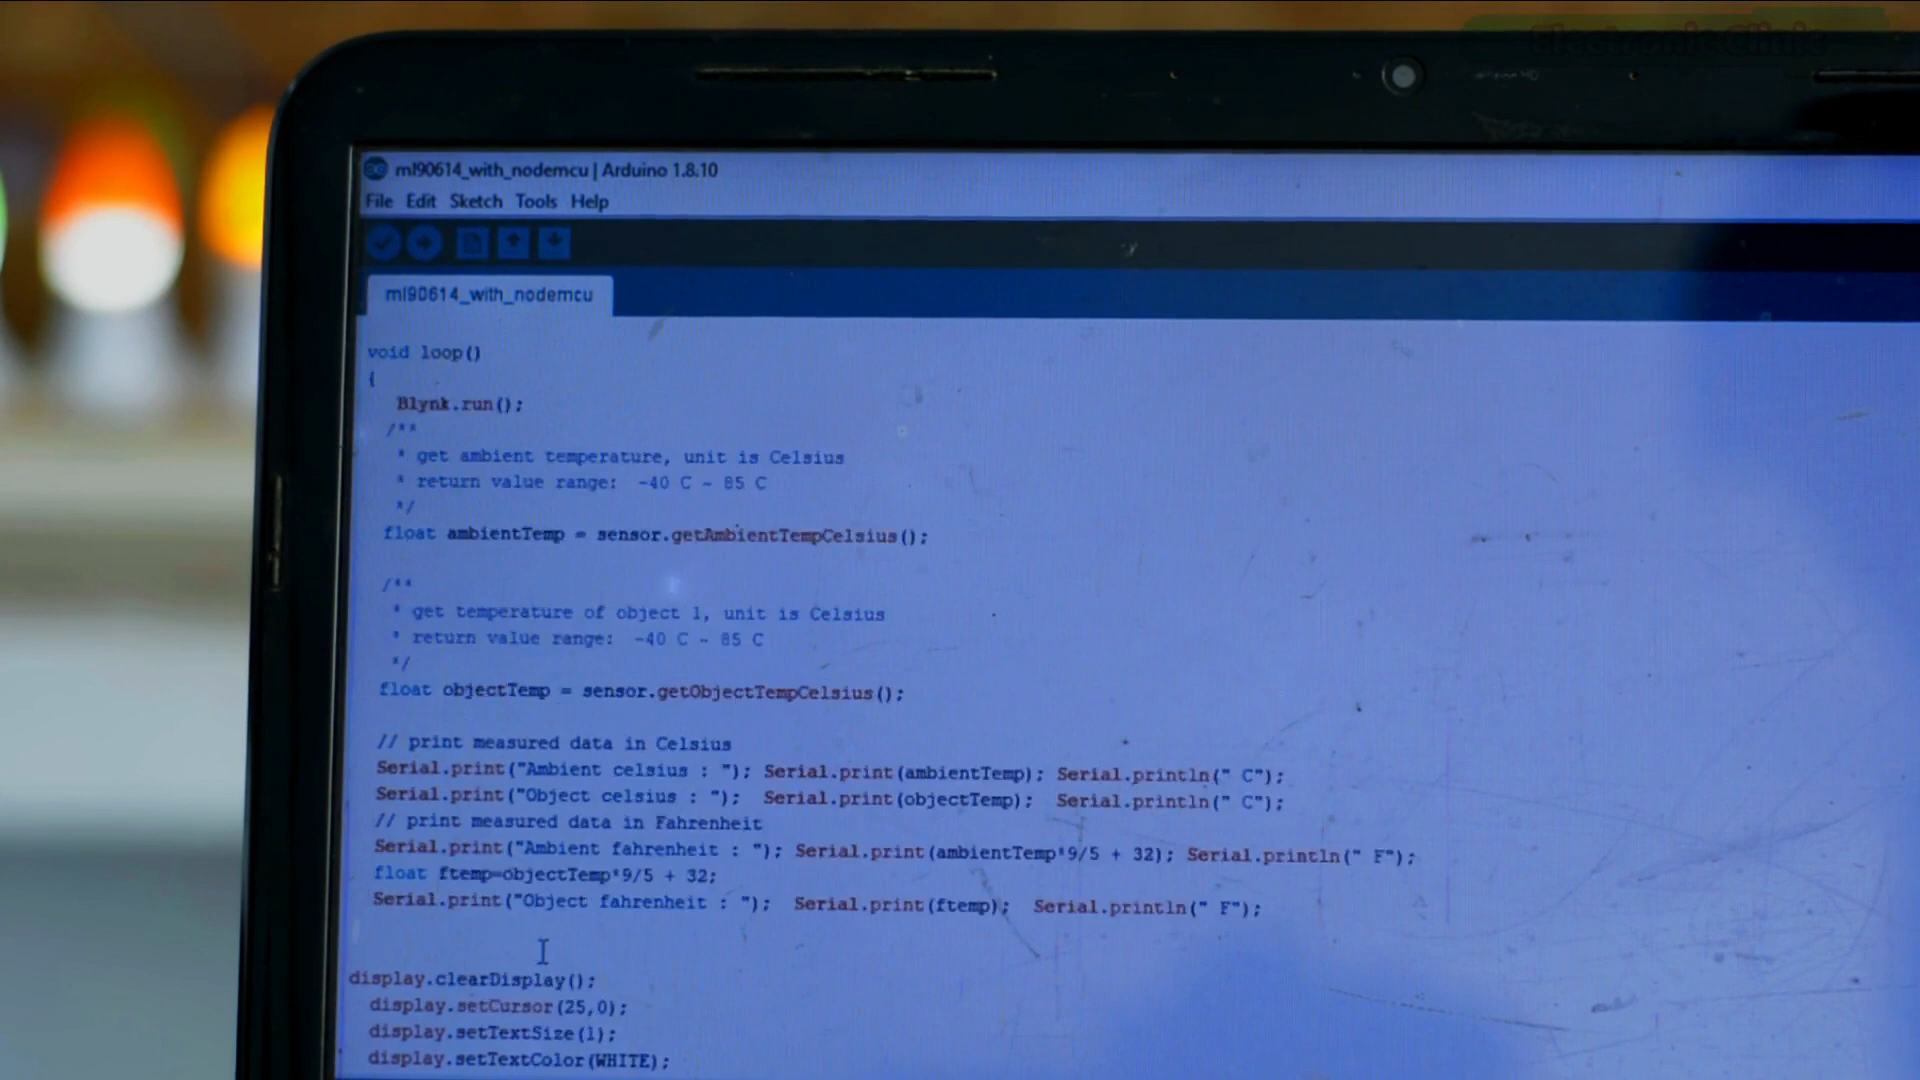 Electronic Clinic
ml90614_with_nodemcu | Arduino 1.8.10
File Edit Sketch Tools Help
ml90614_with_nodemcu
void loop()
{
Blynk.run();
/**
* get ambient temperature, unit is Celsius
* return value range: -40 C ~ 85 C
*/
float ambientTemp = sensor.getAmbientTempCelsius();
/**
* get temperature of object 1, unit is Celsius
* return value range: -40 C ~ 85 C
*/
float objectTemp = sensor.getObjectTempCelsius();
// print measured data in Celsius
Serial.print("Ambient celsius : "); Serial.print(ambientTemp); Serial.println(" C");
Serial.print("Object celsius : "); Serial.print(objectTemp); Serial.println(" C");
// print measured data in Fahrenheit
Serial.print("Ambient fahrenheit : "); Serial.print(ambientTemp*9/5 + 32); Serial.println(" F");
float ftemp=objectTemp*9/5 + 32;
Serial.print("Object fahrenheit : "); Serial.print(ftemp); Serial.println(" F");
display.clearDisplay();
display.setCursor(25,0);
display.setTextSize(1);
display.setTextColor(WHITE);